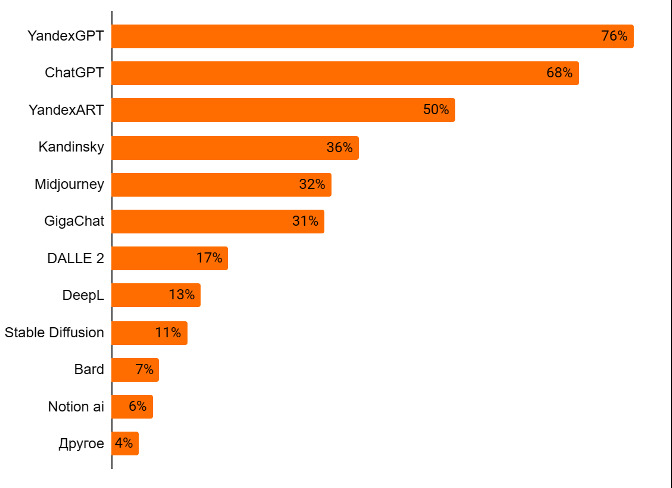 YandexGPT 76%
ChatGPT 68%
YandexART 50%
Kandinsky 36%
Midjourney 32%
GigaChat 31%
DALLE 2 17%
DeepL 13%
Stable Diffusion 11%
Bard 7%
Notion ai 6%
Другое 4%